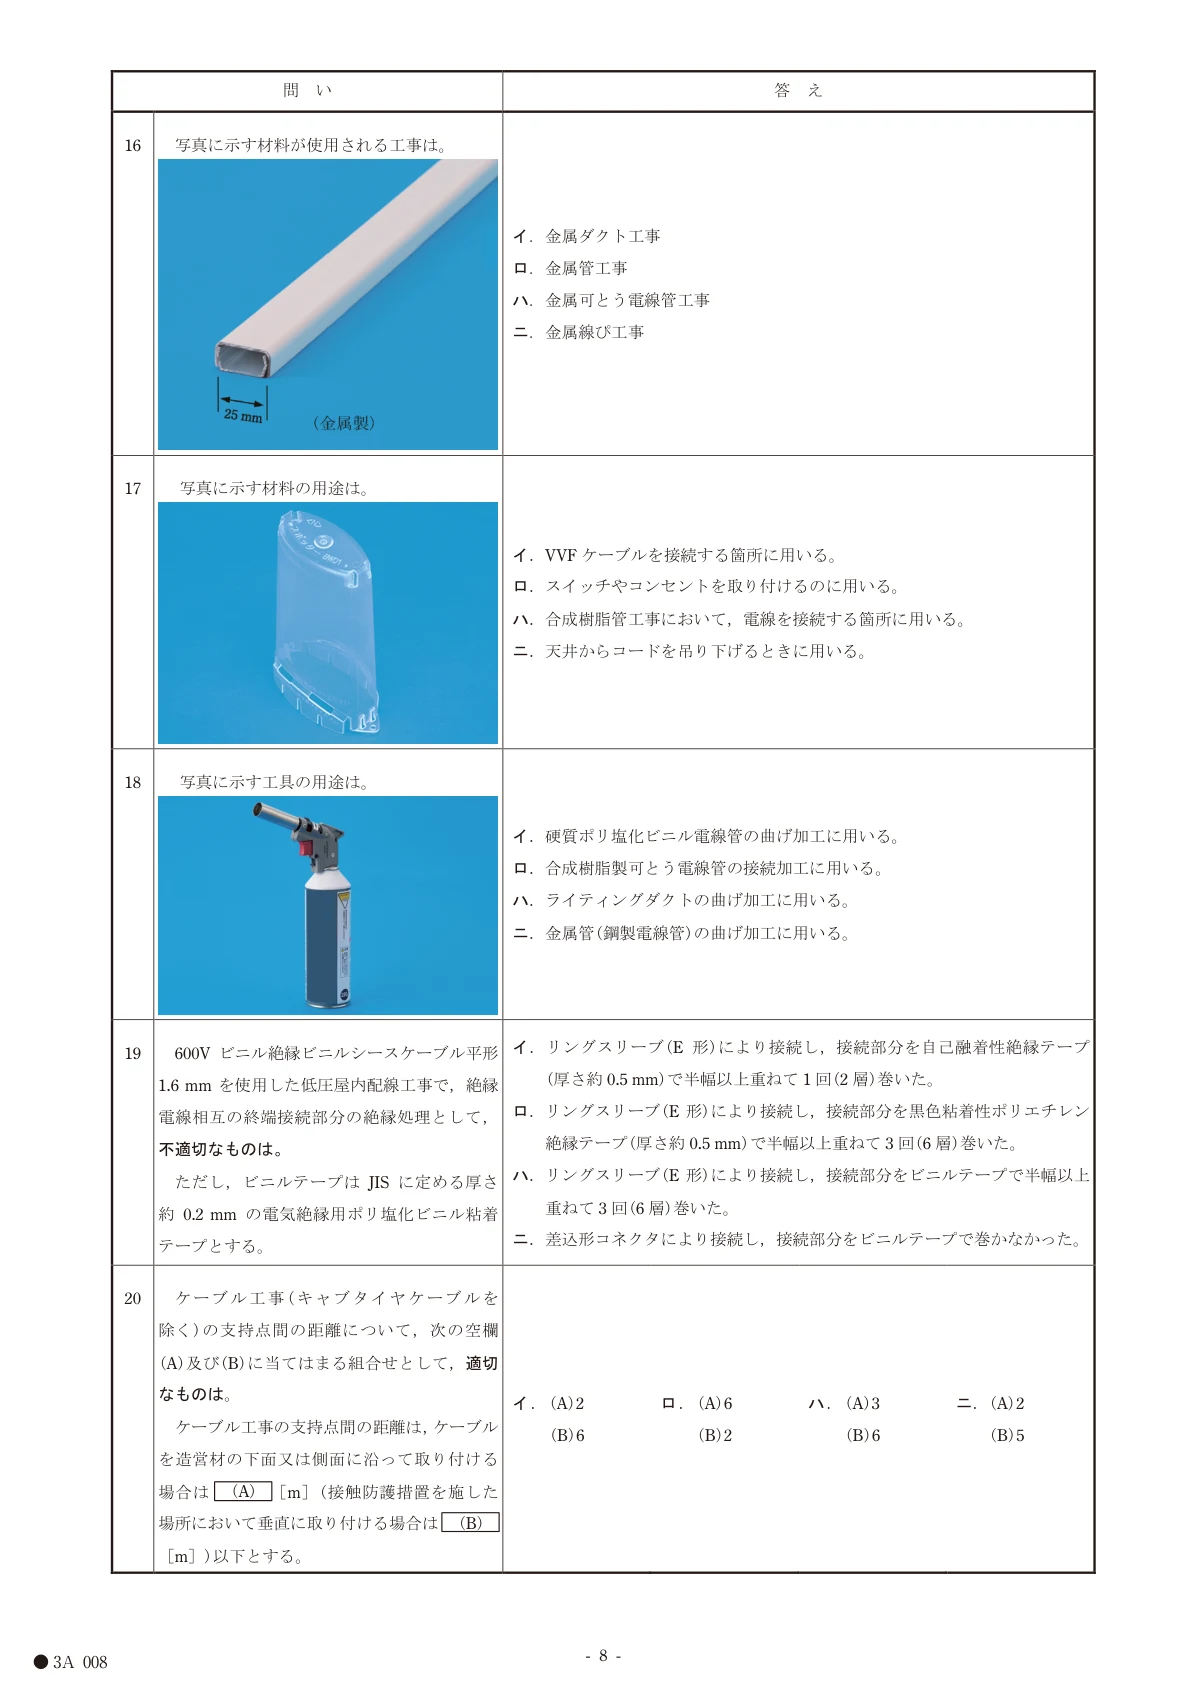 問　い
答　え
16
写真に示す材料が使用される工事は。
25 mm
（金属製）
イ．金属ダクト工事
ロ．金属管工事
ハ．金属可とう電線管工事
ニ．金属線ぴ工事
17
写真に示す材料の用途は。
イ．VVF ケーブルを接続する箇所に用いる。
ロ．スイッチやコンセントを取り付けるのに用いる。
ハ．合成樹脂管工事において，電線を接続する箇所に用いる。
ニ．天井からコードを吊り下げるときに用いる。
18
写真に示す工具の用途は。
イ．硬質ポリ塩化ビニル電線管の曲げ加工に用いる。
ロ．合成樹脂製可とう電線管の接続加工に用いる。
ハ．ライティングダクトの曲げ加工に用いる。
ニ．金属管(鋼製電線管)の曲げ加工に用いる。
19
600V ビニル絶縁ビニルシースケーブル平形
1.6 mm を使用した低圧屋内配線工事で，絶縁
電線相互の終端接続部分の絶縁処理として，
不適切なものは。
ただし，ビニルテープは JIS に定める厚さ
約 0.2 mm の電気絶縁用ポリ塩化ビニル粘着
テープとする。
イ．リングスリーブ(E 形)により接続し，接続部分を自己融着性絶縁テープ
(厚さ約 0.5 mm)で半幅以上重ねて 1 回(2 層)巻いた。
ロ．リングスリーブ(E 形)により接続し，接続部分を黒色粘着性ポリエチレン
絶縁テープ(厚さ約 0.5 mm)で半幅以上重ねて 3 回(6 層)巻いた。
ハ．リングスリーブ(E 形)により接続し，接続部分をビニルテープで半幅以上
重ねて 3 回(6 層)巻いた。
ニ．差込形コネクタにより接続し，接続部分をビニルテープで巻かなかった。
20
ケーブル工事(キャブタイヤケーブルを
除く)の支持点間の距離について，次の空欄
(A)及び(B)に当てはまる組合せとして，適切
なものは。
ケーブル工事の支持点間の距離は，ケーブル
を造営材の下面又は側面に沿って取り付ける
場合は (A) ［m］(接触防護措置を施した
場所において垂直に取り付ける場合は (B)
［m］)以下とする。
イ．(A)2　ロ．(A)6　ハ．(A)3　ニ．(A)2
(B)6　(B)2　(B)6　(B)5
- 8 -
●3A 008